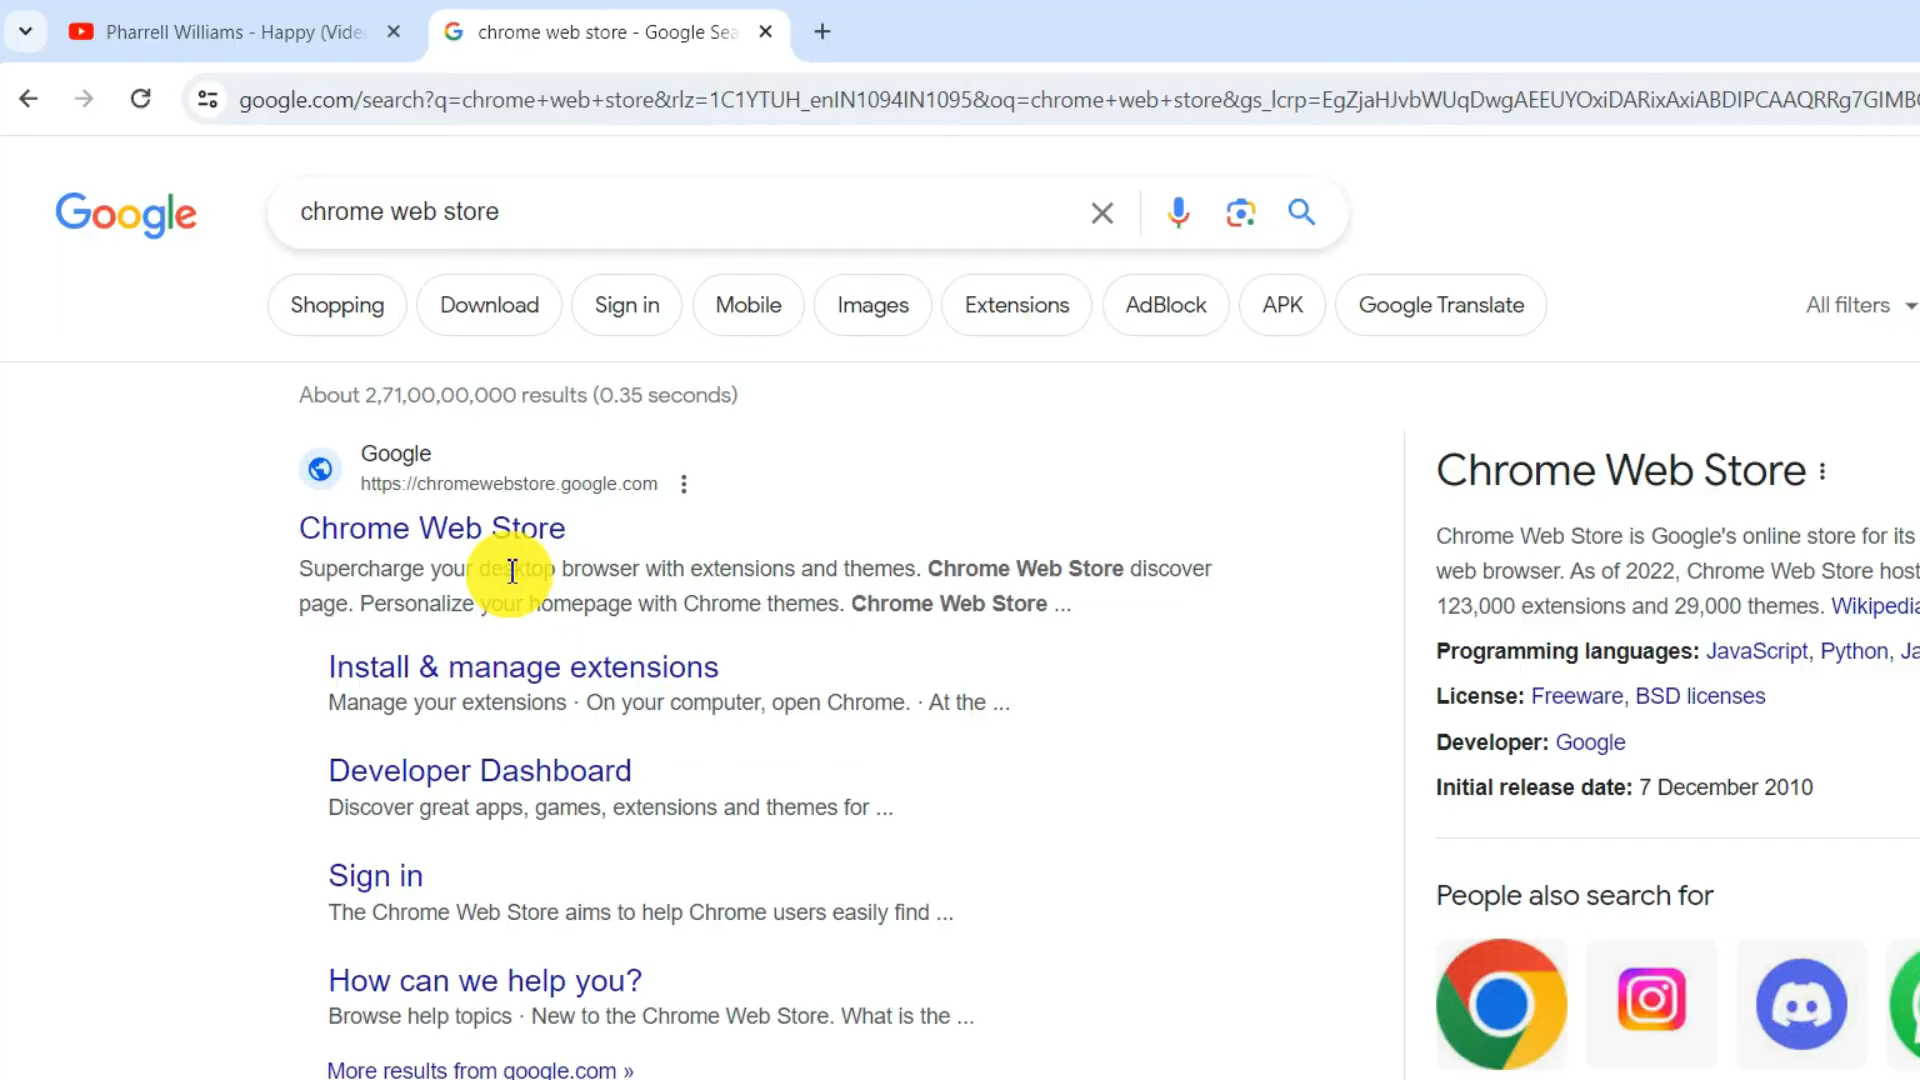 Pharrell Williams - Happy (Vide
chrome web store - Google Sea
google.com/search?q=chrome+web+store&rlz=1C1YTUH_enIN1094IN1095&oq=chrome+web+store&gs_lcrp=EgZjaHJvbWUqDwgAEEUYOxiDARixAxiABDIPCAAQRRg7GIMB
Google
chrome web store
Shopping
Download
Sign in
Mobile
Images
Extensions
AdBlock
APK
Google Translate
All filters
About 2,71,00,00,000 results (0.35 seconds)
Google
https://chromewebstore.google.com
Chrome Web Store
Supercharge your desktop browser with extensions and themes. Chrome Web Store discover
page. Personalize your homepage with Chrome themes. Chrome Web Store ...
Install & manage extensions
Manage your extensions · On your computer, open Chrome. · At the ...
Developer Dashboard
Discover great apps, games, extensions and themes for ...
Sign in
The Chrome Web Store aims to help Chrome users easily find ...
How can we help you?
Browse help topics · New to the Chrome Web Store. What is the ...
More results from google.com »
Chrome Web Store
Chrome Web Store is Google's online store for its
web browser. As of 2022, Chrome Web Store host
123,000 extensions and 29,000 themes. Wikipedia
Programming languages: JavaScript, Python, Ja
License: Freeware, BSD licenses
Developer: Google
Initial release date: 7 December 2010
People also search for